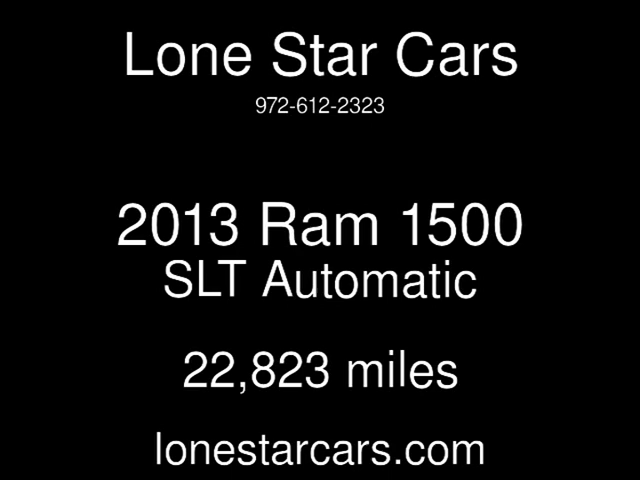 Lone Star Cars
972-612-2323
2013 Ram 1500
SLT Automatic
22,823 miles
lonestarcars.com